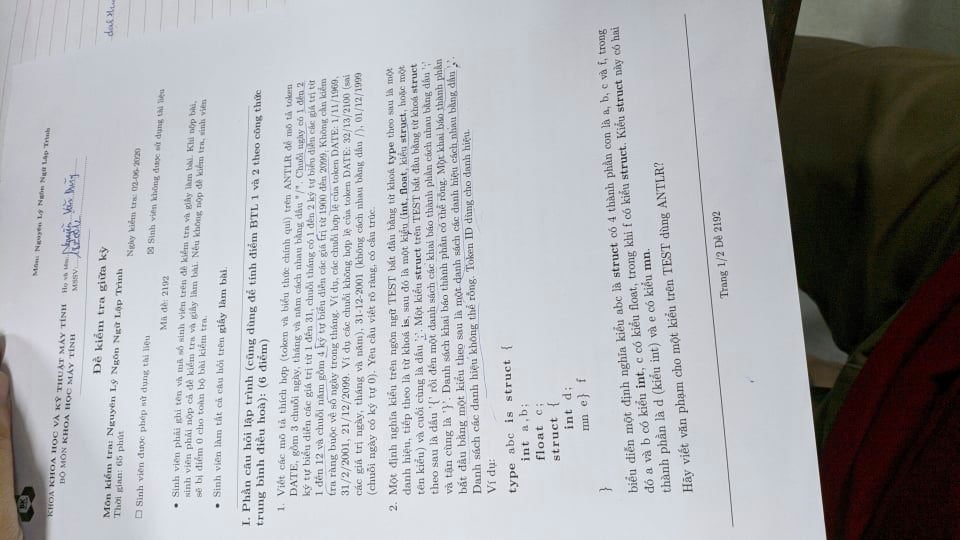 BK
Môn: Nguyên Lý Ngôn Ngữ Lập Trình
KHOA KHOA HỌC VÀ KỸ THUẬT MÁY TÍNH
BỘ MÔN KHOA HỌC MÁY TÍNH
Họ và tên: Nguyễn Văn
MSSV:
Đề kiểm tra giữa kỳ
Môn kiểm tra: Nguyên Lý Ngôn Ngữ Lập Trình
Thời gian: 65 phút
Ngày kiểm tra: 02-06-2020
☐ Sinh viên được phép sử dụng tài liệu
☒ Sinh viên không được sử dụng tài liệu
Mã đề: 2192
• Sinh viên phải ghi tên và mã số sinh viên trên đề kiểm tra và giấy làm bài. Khi nộp bài,
sinh viên phải nộp cả đề kiểm tra và giấy làm bài. Nếu không nộp đề kiểm tra, sinh viên
sẽ bị điểm 0 cho toàn bộ bài kiểm tra.
• Sinh viên làm tất cả câu hỏi trên giấy làm bài.
I. Phần câu hỏi lập trình (cũng dùng để tính điểm BTL 1 và 2 theo công thức
trung bình điều hoà): (6 điểm)
1. Viết các mô tả thích hợp (token và biểu thức chính qui) trên ANTLR để mô tả token
DATE, gồm 3 chuỗi ngày, tháng và năm cách nhau bằng dấu "/". Chuỗi ngày có 1 đến 2
ký tự biểu diễn các giá trị từ 1 đến 31, chuỗi tháng có 1 đến 2 ký tự biểu diễn các giá trị từ
1 đến 12 và chuỗi năm gồm 4 ký tự biểu diễn các giá trị từ 1900 đến 2099. Không cần kiểm
tra ràng buộc về số ngày trong tháng. Ví dụ, các chuỗi hợp lệ của token DATE: 1/11/1969,
31/2/2001, 21/12/2099. Ví dụ các chuỗi không hợp lệ của token DATE: 32/13/2100 (sai
các giá trị ngày, tháng và năm), 31-12-2001 (không cách nhau bằng dấu /), 01/12/1999
(chuỗi ngày có ký tự 0). Yêu cầu viết rõ ràng, có cấu trúc.
2. Một định nghĩa kiểu trên ngôn ngữ TEST bắt đầu bằng từ khoá type theo sau là một
danh hiệu, tiếp theo là từ khoá is, sau đó là một kiểu (int, float, kiểu struct, hoặc một
tên kiểu) và cuối cùng là dấu ';'. Một kiểu struct trên TEST bắt đầu bằng từ khoá struct
theo sau là dấu '{' rồi đến một danh sách các khai báo thành phần cách nhau bằng dấu ';'
và tận cùng là '}'. Danh sách khai báo thành phần có thể rỗng. Một khai báo thành phần
bắt đầu bằng một kiểu theo sau là một danh sách các danh hiệu cách nhau bằng dấu ','.
Danh sách các danh hiệu không thể rỗng. Token ID dùng cho danh hiệu.
Ví dụ:
type abc is struct {
int a,b;
float c;
struct {
int d;
mn e} f
}
biểu diễn một định nghĩa kiểu abc là struct có 4 thành phần con là a, b, c và f, trong
đó a và b có kiểu int, c có kiểu float, trong khi f có kiểu struct. Kiểu struct này có hai
thành phần là d (kiểu int) và e có kiểu mn.
Hãy viết văn phạm cho một kiểu trên TEST dùng ANTLR?
Trang 1/2 Đề 2192